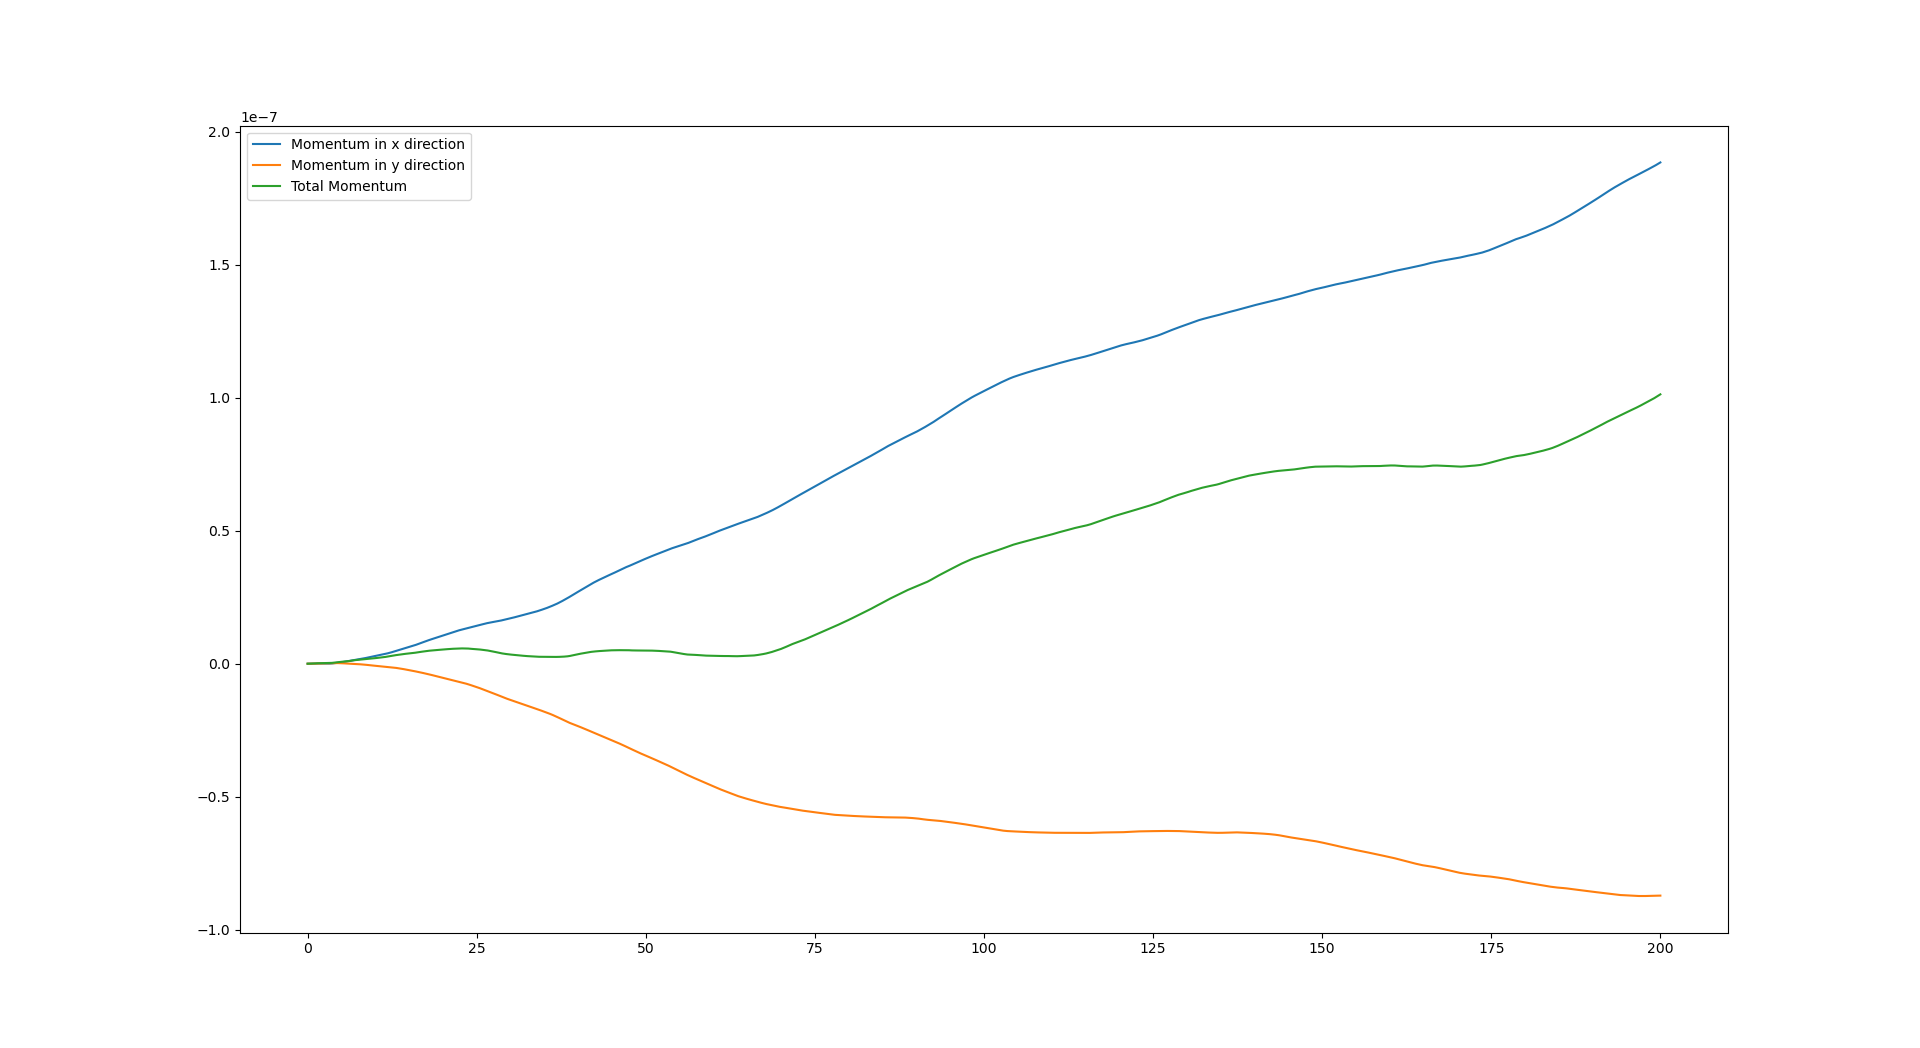 1e−7
2.0
Momentum in x direction
Momentum in y direction
Total Momentum
1.5
1.0
0.5
0.0
−0.5
−1.0
0 25 50 75 100 125 150 175 200